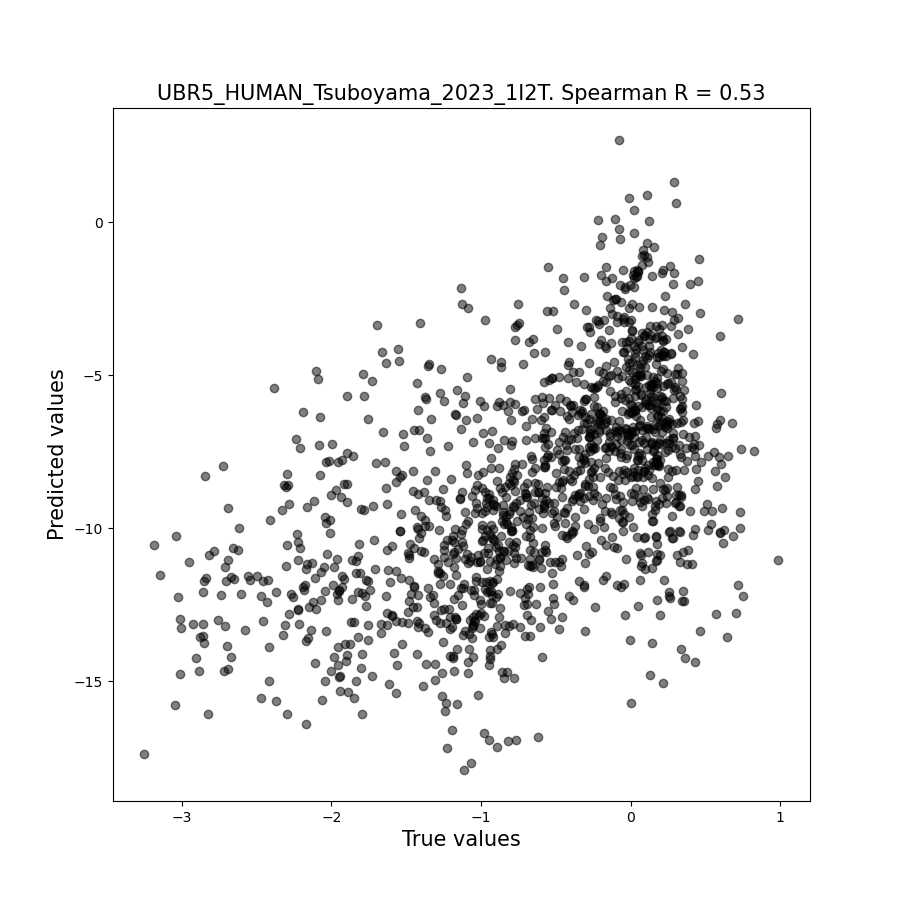 UBR5_HUMAN_Tsuboyama_2023_1I2T. Spearman R = 0.53
0
−5
−10
−15
Predicted values
−3 −2 −1 0 1
True values